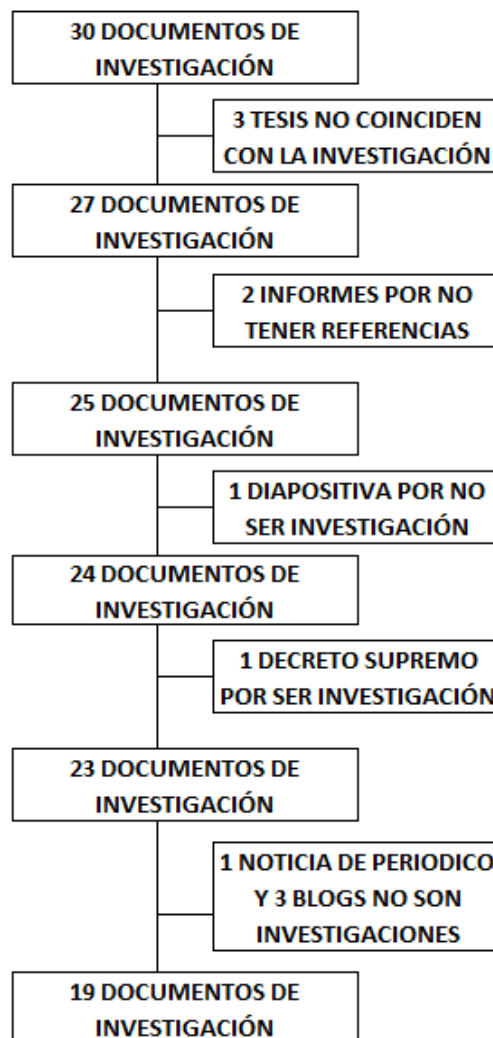 30 DOCUMENTOS DE
INVESTIGACIÓN
3 TESIS NO COINCIDEN
CON LA INVESTIGACIÓN
27 DOCUMENTOS DE
INVESTIGACIÓN
2 INFORMES POR NO
TENER REFERENCIAS
25 DOCUMENTOS DE
INVESTIGACIÓN
1 DIAPOSITIVA POR NO
SER INVESTIGACIÓN
24 DOCUMENTOS DE
INVESTIGACIÓN
1 DECRETO SUPREMO
POR SER INVESTIGACIÓN
23 DOCUMENTOS DE
INVESTIGACIÓN
1 NOTICIA DE PERIODICO
Y 3 BLOGS NO SON
INVESTIGACIONES
19 DOCUMENTOS DE
INVESTIGACIÓN